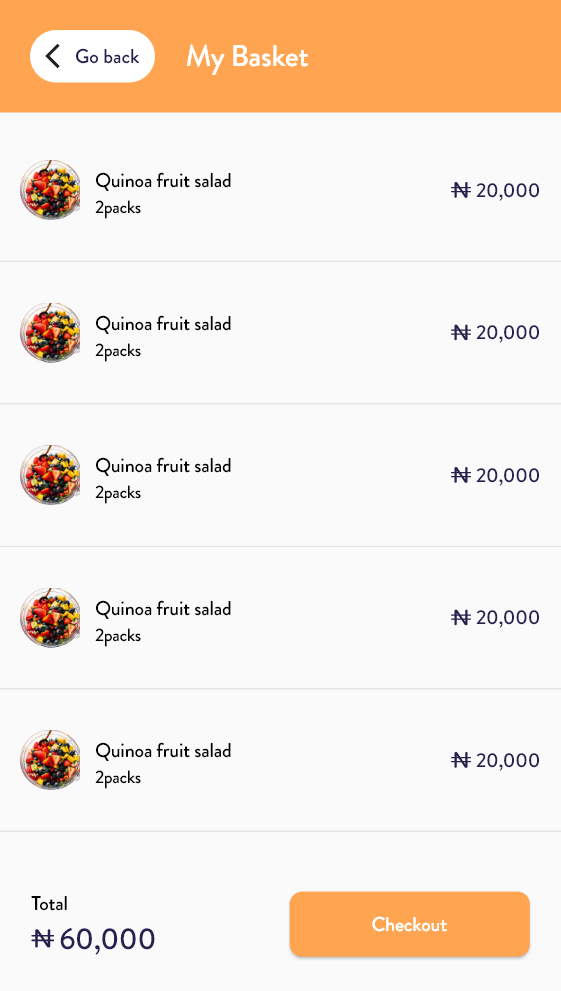 Go back
My Basket
Quinoa fruit salad
2packs
₦ 20,000
Quinoa fruit salad
2packs
₦ 20,000
Quinoa fruit salad
2packs
₦ 20,000
Quinoa fruit salad
2packs
₦ 20,000
Quinoa fruit salad
2packs
₦ 20,000
Total
₦ 60,000
Checkout